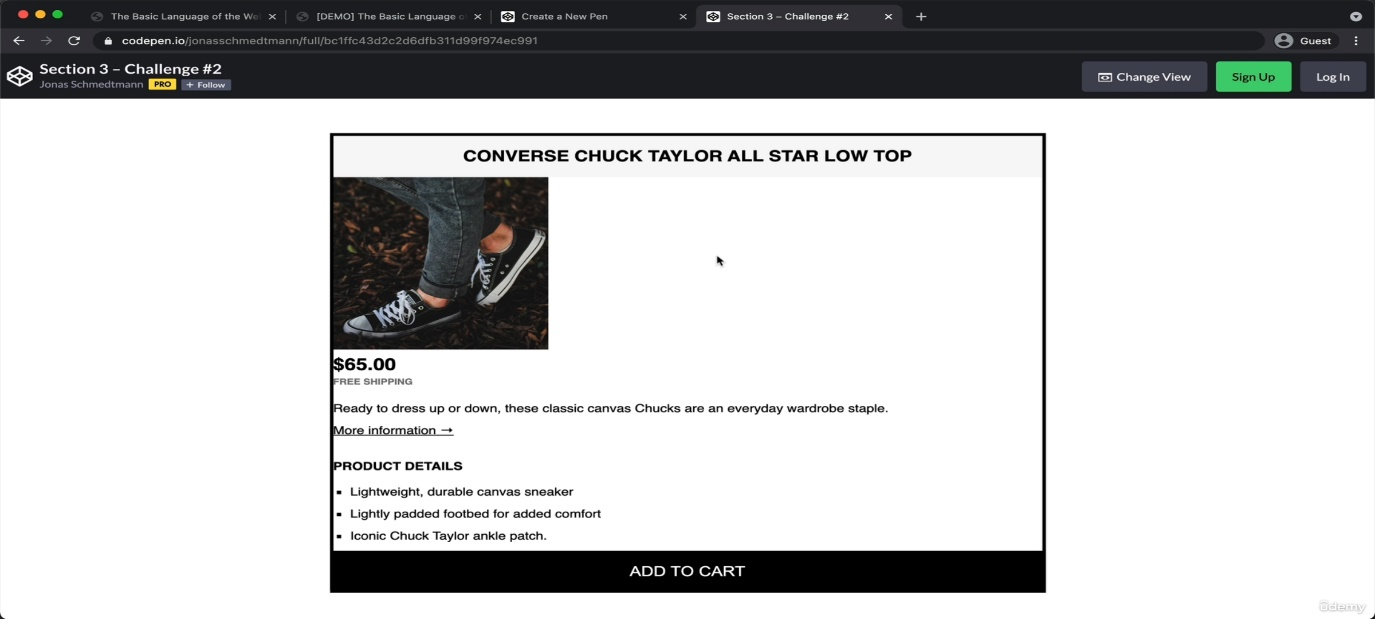 The Basic Language of the We
[DEMO] The Basic Language o
Create a New Pen
Section 3 – Challenge #2
codepen.io/jonasschmedtmann/full/bc1ffc43d2c2d6dfb311d99f974ec991
Guest
Section 3 – Challenge #2
Jonas Schmedtmann PRO + Follow
Change View
Sign Up
Log In
CONVERSE CHUCK TAYLOR ALL STAR LOW TOP
$65.00
FREE SHIPPING
Ready to dress up or down, these classic canvas Chucks are an everyday wardrobe staple.
More information →
PRODUCT DETAILS
Lightweight, durable canvas sneaker
Lightly padded footbed for added comfort
Iconic Chuck Taylor ankle patch.
ADD TO CART
ûdemy